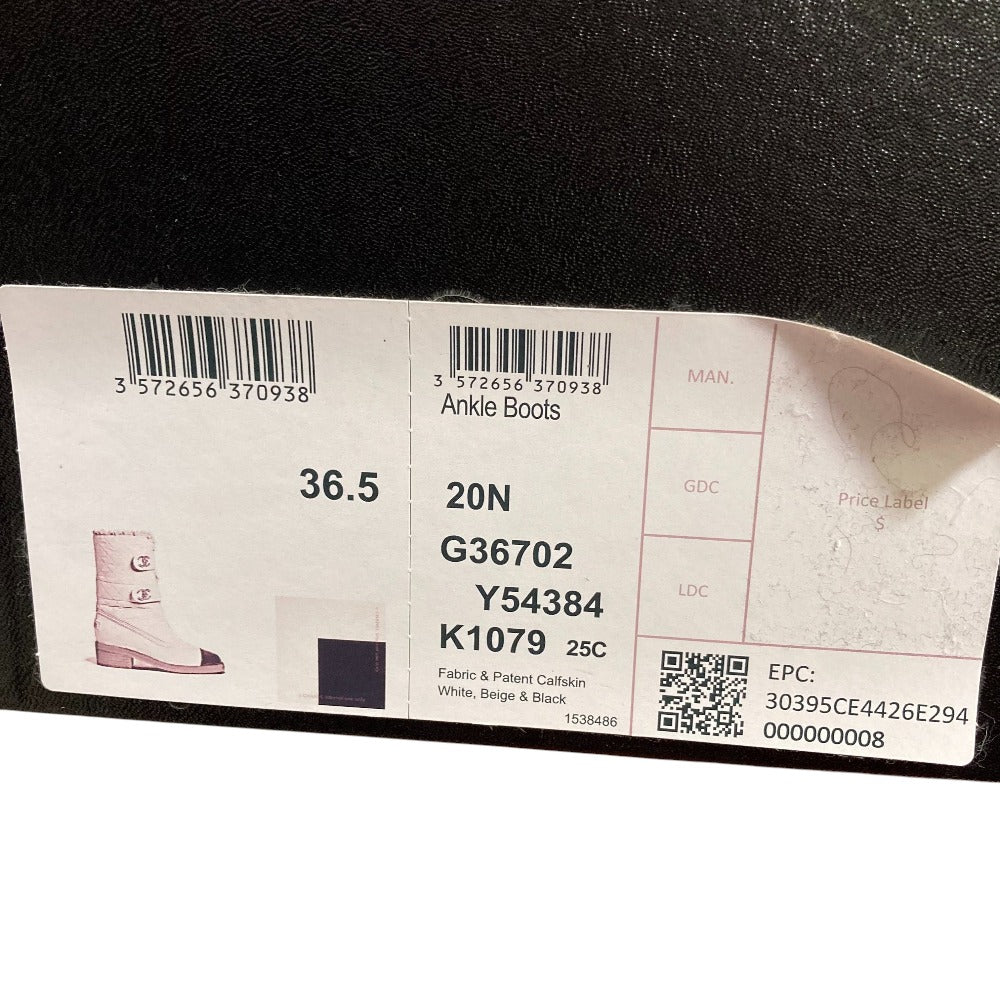 3 572656 370938
36.5
3 572656 370938
Ankle Boots
20N
G36702
Y54384
K1079 25C
Fabric & Patent Calfskin
White, Beige & Black
1538486
MAN.
GDC
LDC
Price Label
$
EPC:
30395CE4426E294
000000008